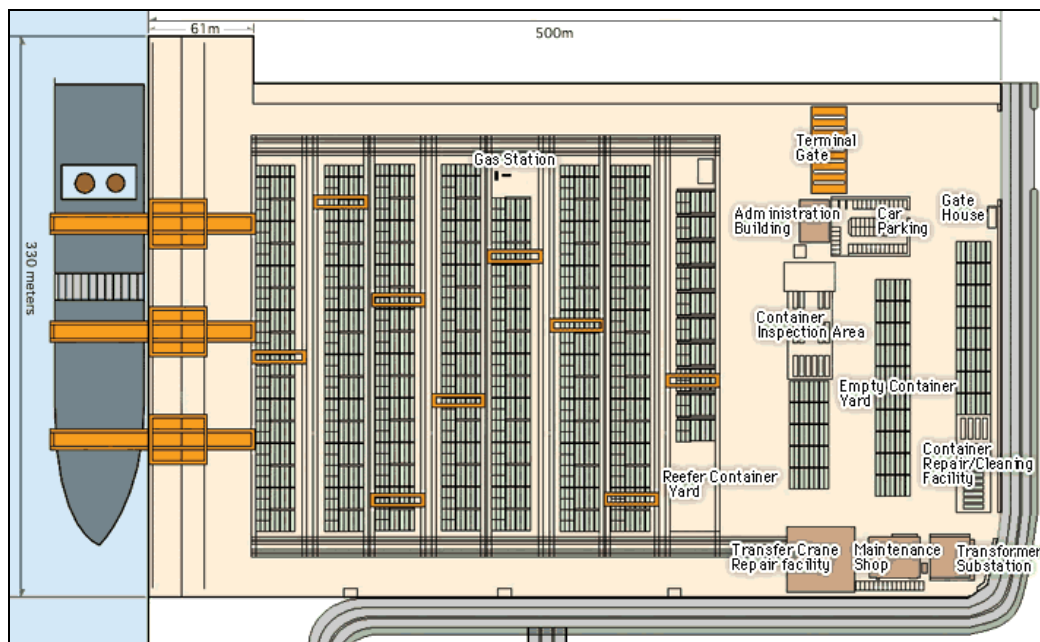 61m
500m
330 meters
Gas Station
Terminal
Gate
Administration
Building
Car
Parking
Gate
House
Container
Inspection Area
Empty Container
Yard
Reefer Container
Yard
Container
Repair/Cleaning
Facility
Transfer Crane
Repair facility
Maintenance
Shop
Transformer
Substation